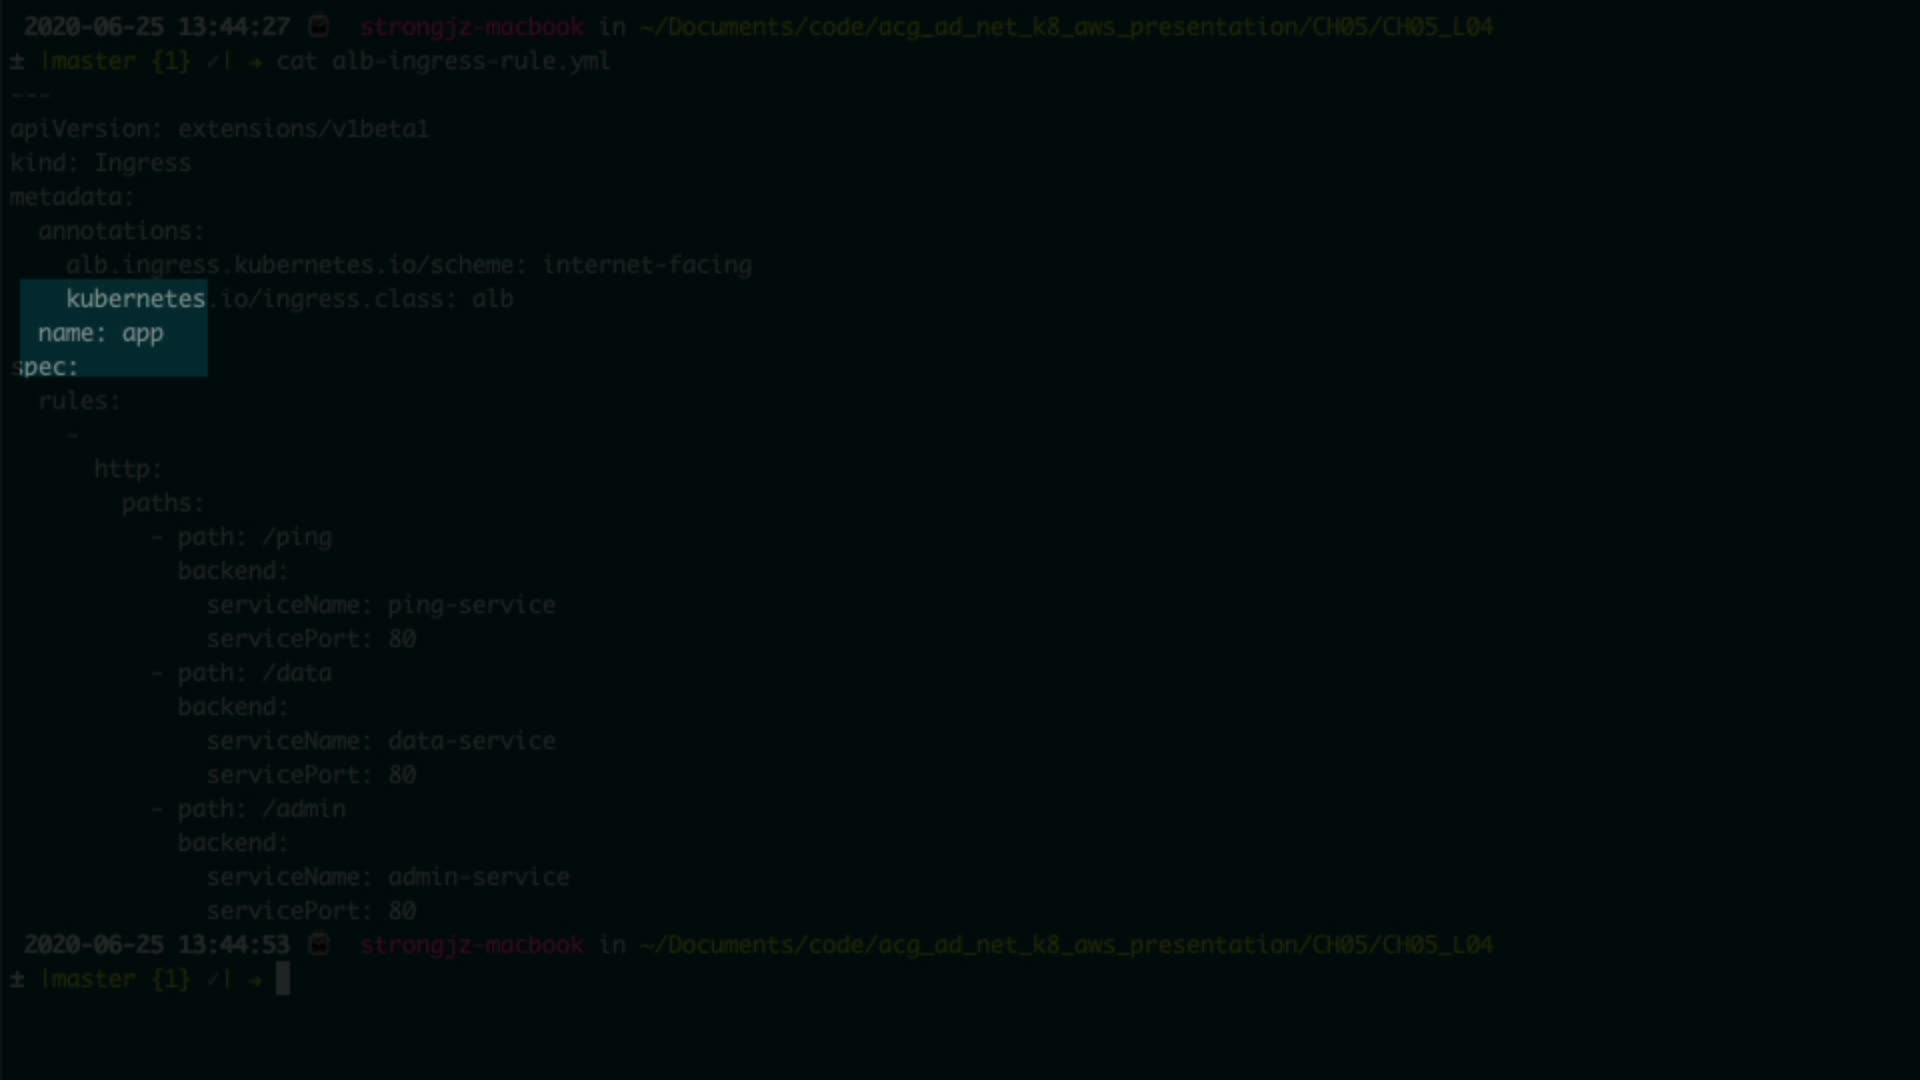 2020-06-25 13:44:27 strongjz-macbook in ~/Documents/code/acg_ad_net_k8_aws_presentation/CH05/CH05_L04
± |master {1} ✓| → cat alb-ingress-rule.yml
---
apiVersion: extensions/v1beta1
kind: Ingress
metadata:
  annotations:
    alb.ingress.kubernetes.io/scheme: internet-facing
    kubernetes.io/ingress.class: alb
  name: app
spec:
  rules:
    -
      http:
        paths:
          - path: /ping
            backend:
              serviceName: ping-service
              servicePort: 80
          - path: /data
            backend:
              serviceName: data-service
              servicePort: 80
          - path: /admin
            backend:
              serviceName: admin-service
              servicePort: 80
2020-06-25 13:44:53 strongjz-macbook in ~/Documents/code/acg_ad_net_k8_aws_presentation/CH05/CH05_L04
± |master {1} ✓| →